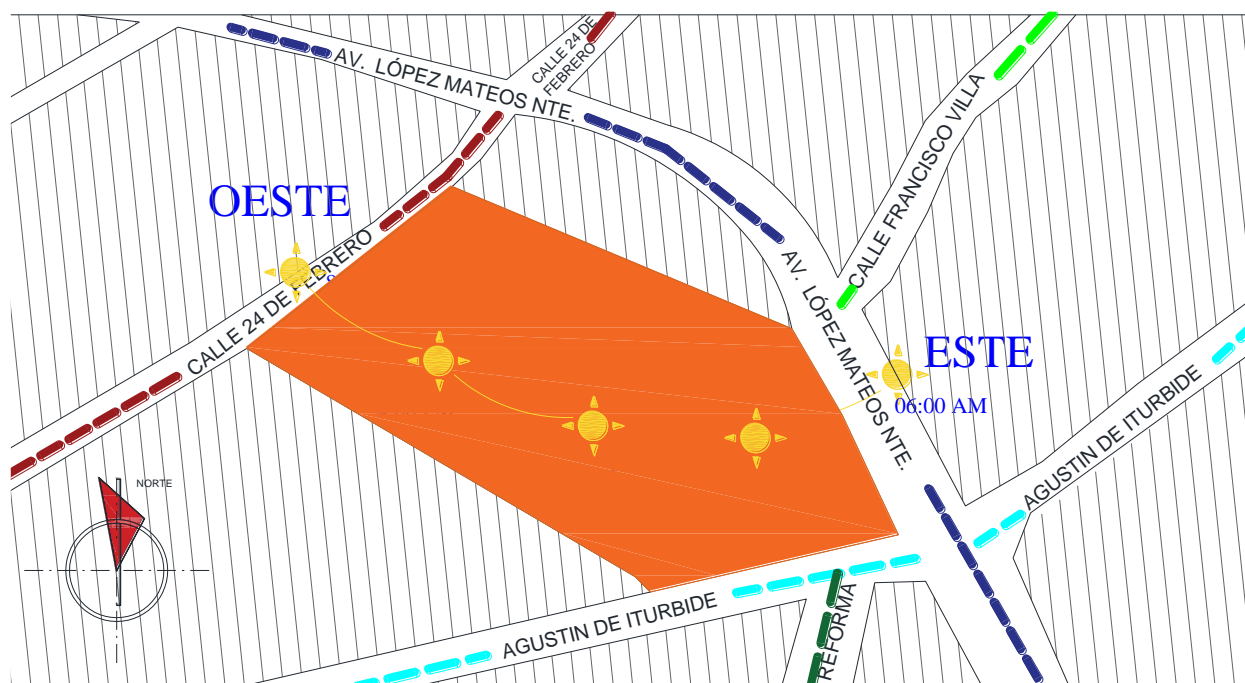 CALLE 24 DE
FEBRERO
AV. LÓPEZ MATEOS NTE.
CALLE FRANCISCO VILLA
OESTE
CALLE 24 DE FEBRERO
AV. LÓPEZ MATEOS NTE.
ESTE
06:00 AM
AGUSTIN DE ITURBIDE
NORTE
AGUSTIN DE ITURBIDE
REFORMA